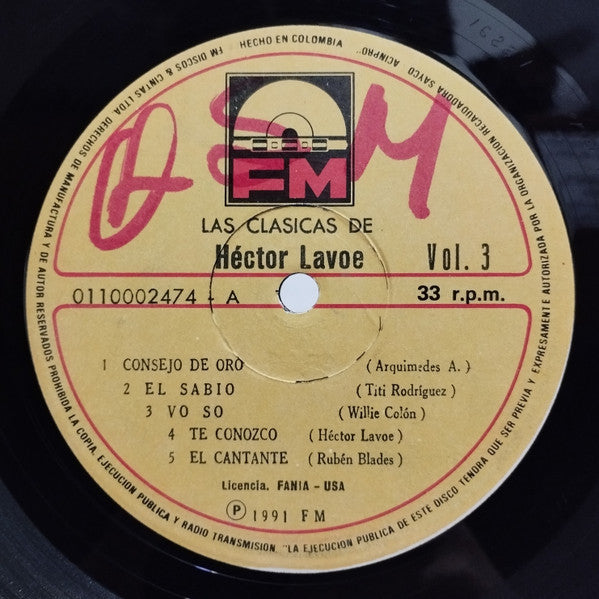 HECHO EN COLOMBIA
FM DISCOS & CINTAS LTDA. DERECHOS DE MANUFACTURA Y DE AUTOR RESERVADOS PROHIBIDA LA COPIA, EJECUCION PUBLICA Y RADIO TRANSMISION, "LA EJECUCION PUBLICA DE ESTE DISCO TENDRA QUE SER PREVIA Y EXPRESAMENTE AUTORIZADA POR LA ORGANIZACION RECAUDADORA SAYCO ACINPRO"
FM
LAS CLASICAS DE
Héctor Lavoe Vol. 3
0110002474 - A 33 r.p.m.
1 CONSEJO DE ORO (Arquimedes A.)
2 EL SABIO (Titi Rodríguez)
3 VO SO (Willie Colón)
4 TE CONOZCO (Héctor Lavoe)
5 EL CANTANTE (Rubén Blades)
Licencia. FANIA - USA
Ⓟ 1991 FM